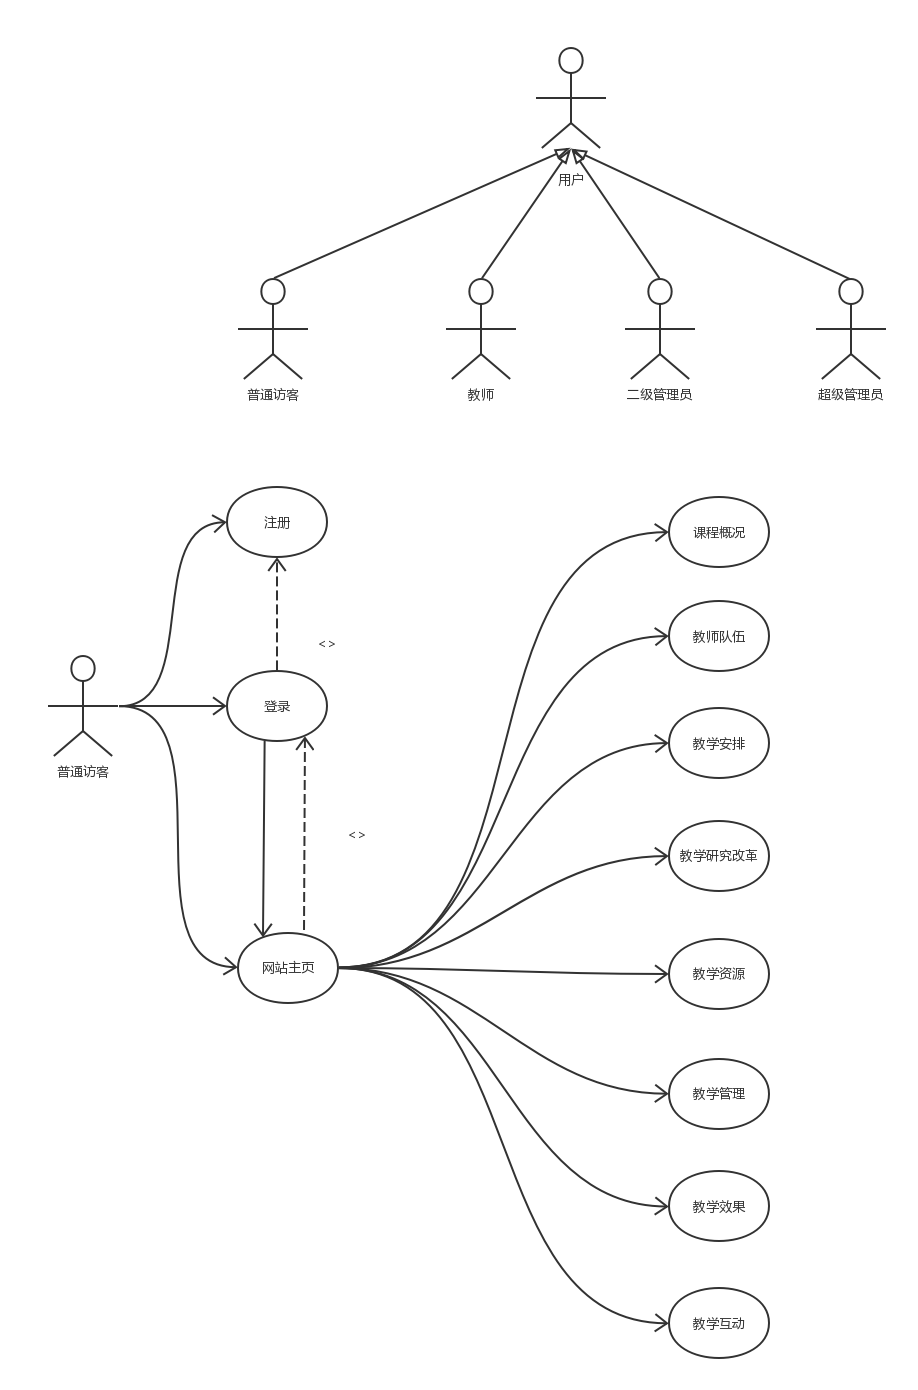 用户
普通访客
教师
二级管理员
超级管理员
注册
< >
登录
普通访客
< >
网站主页
课程概况
教师队伍
教学安排
教学研究改革
教学资源
教学管理
教学效果
教学互动